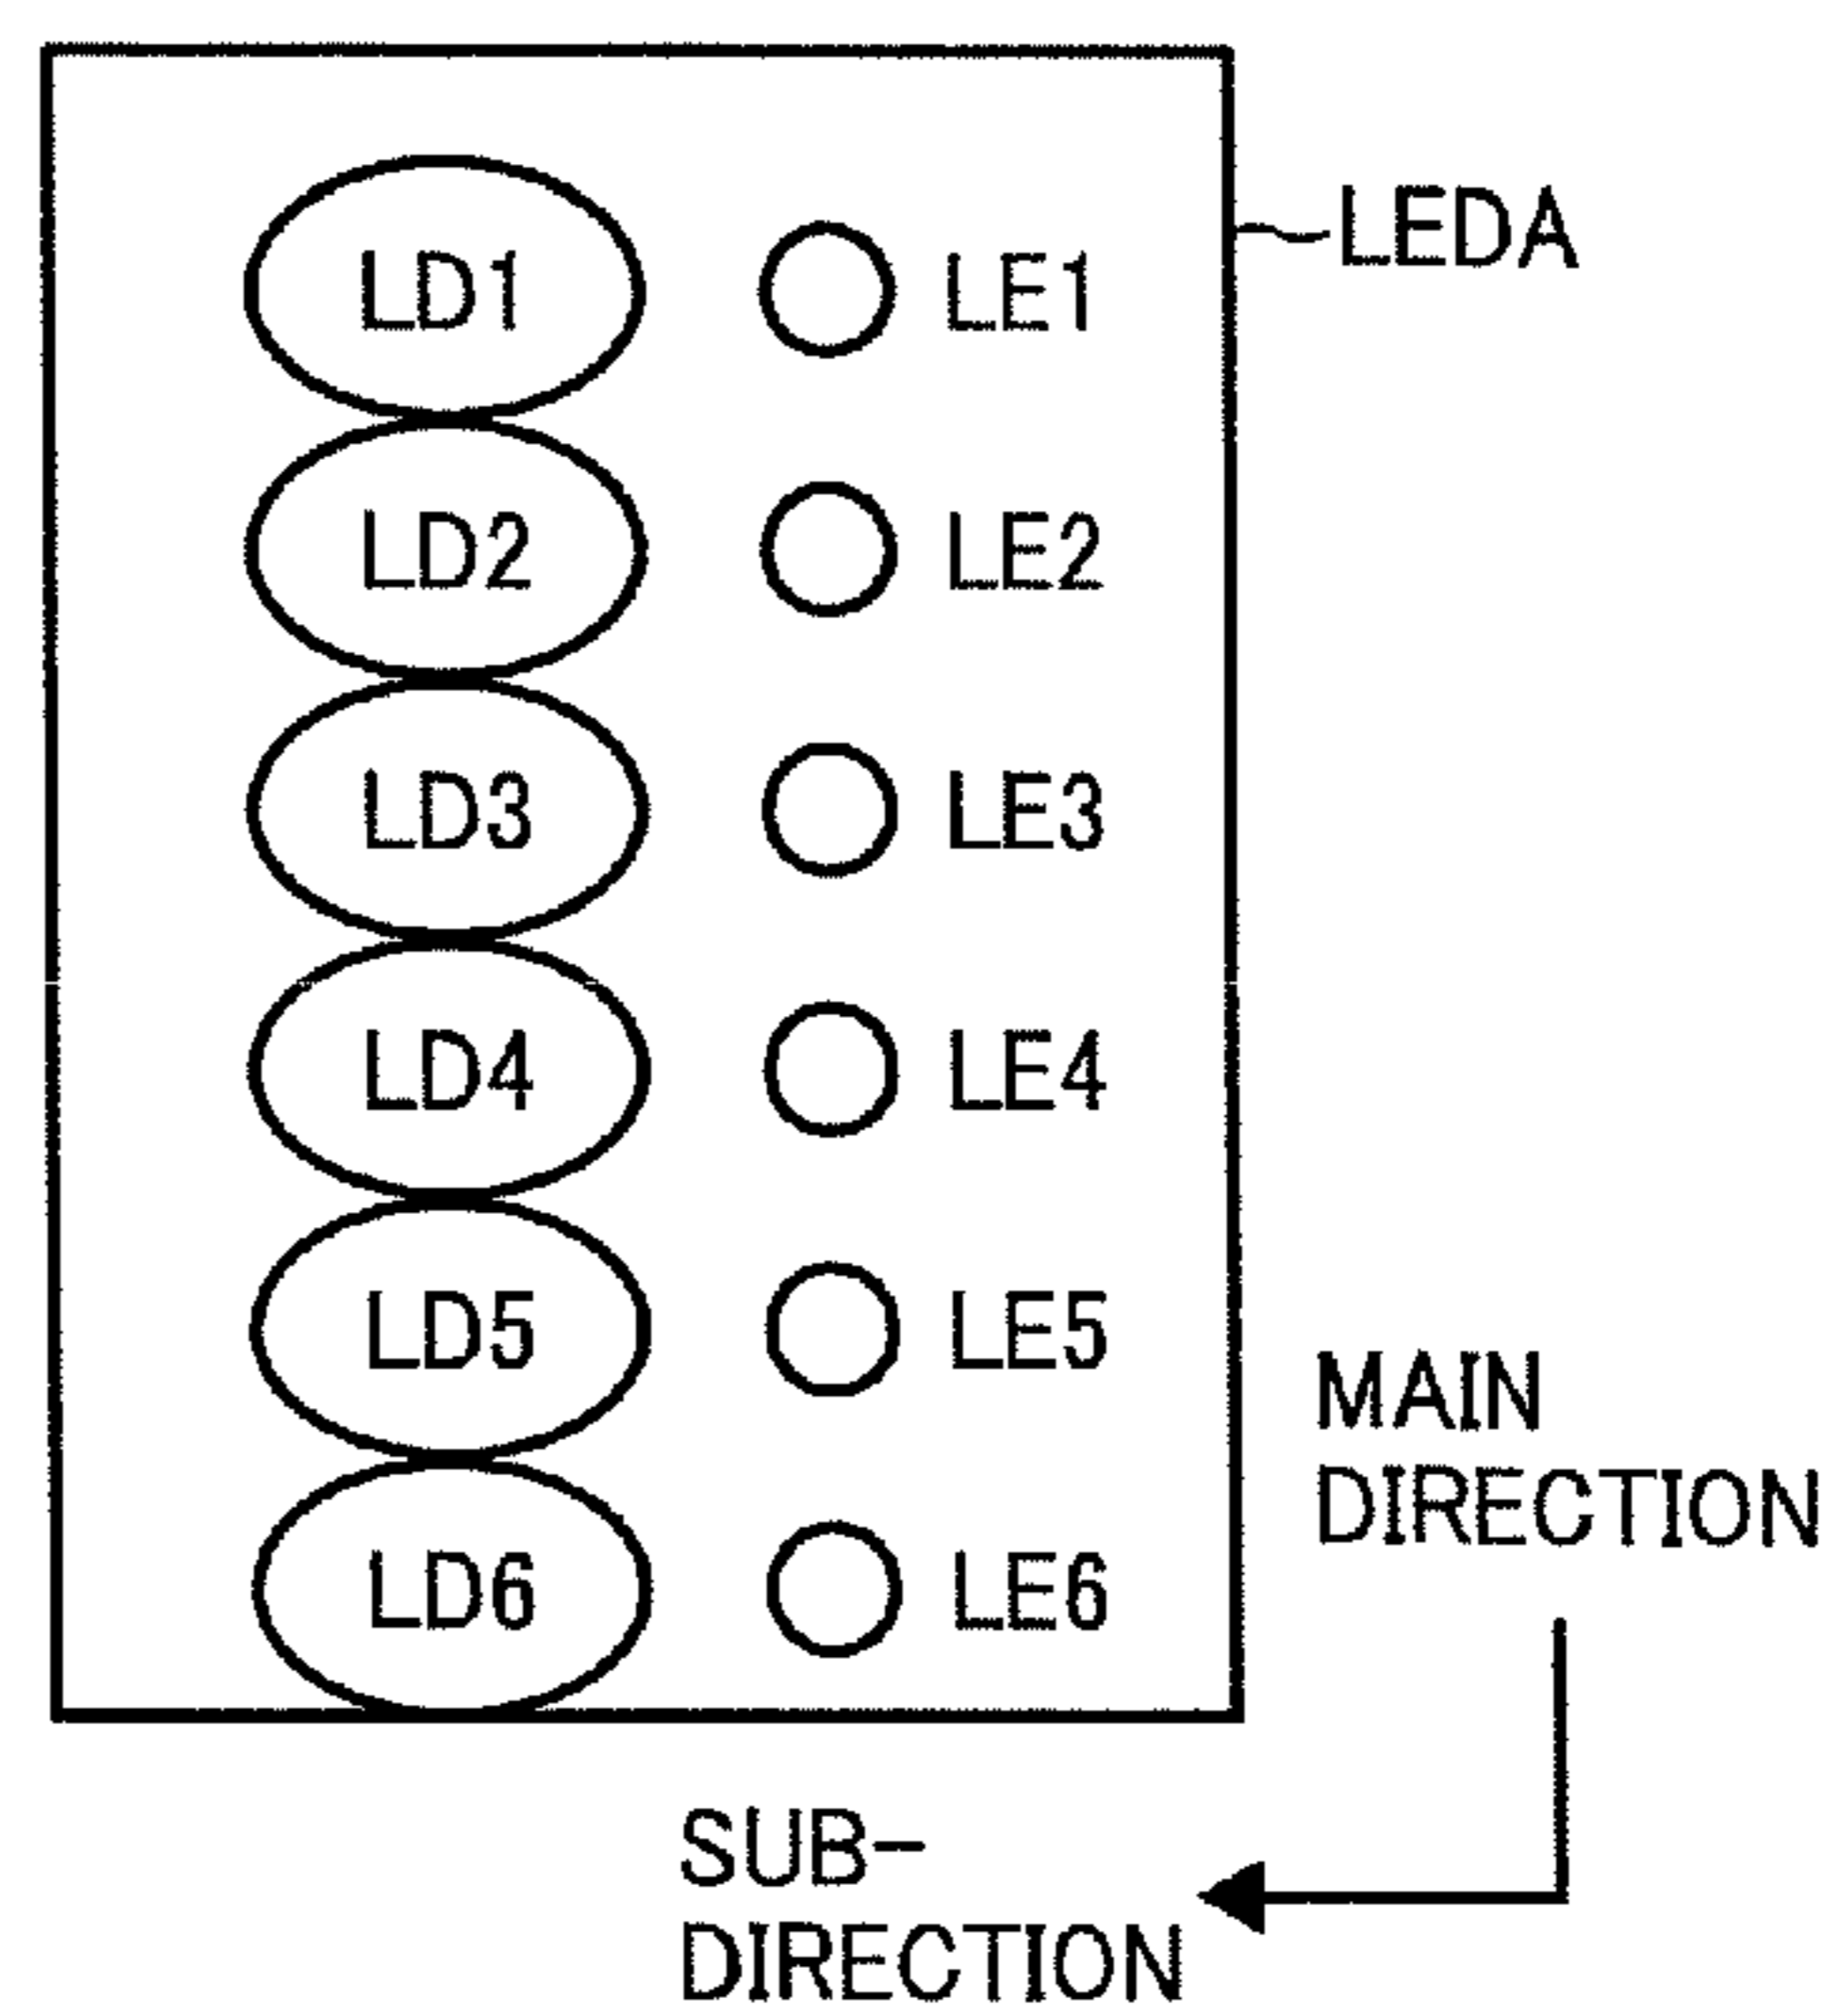 LEDA
LD1 LE1
LD2 LE2
LD3 LE3
LD4 LE4
LD5 LE5
LD6 LE6
MAIN
DIRECTION
SUB-
DIRECTION